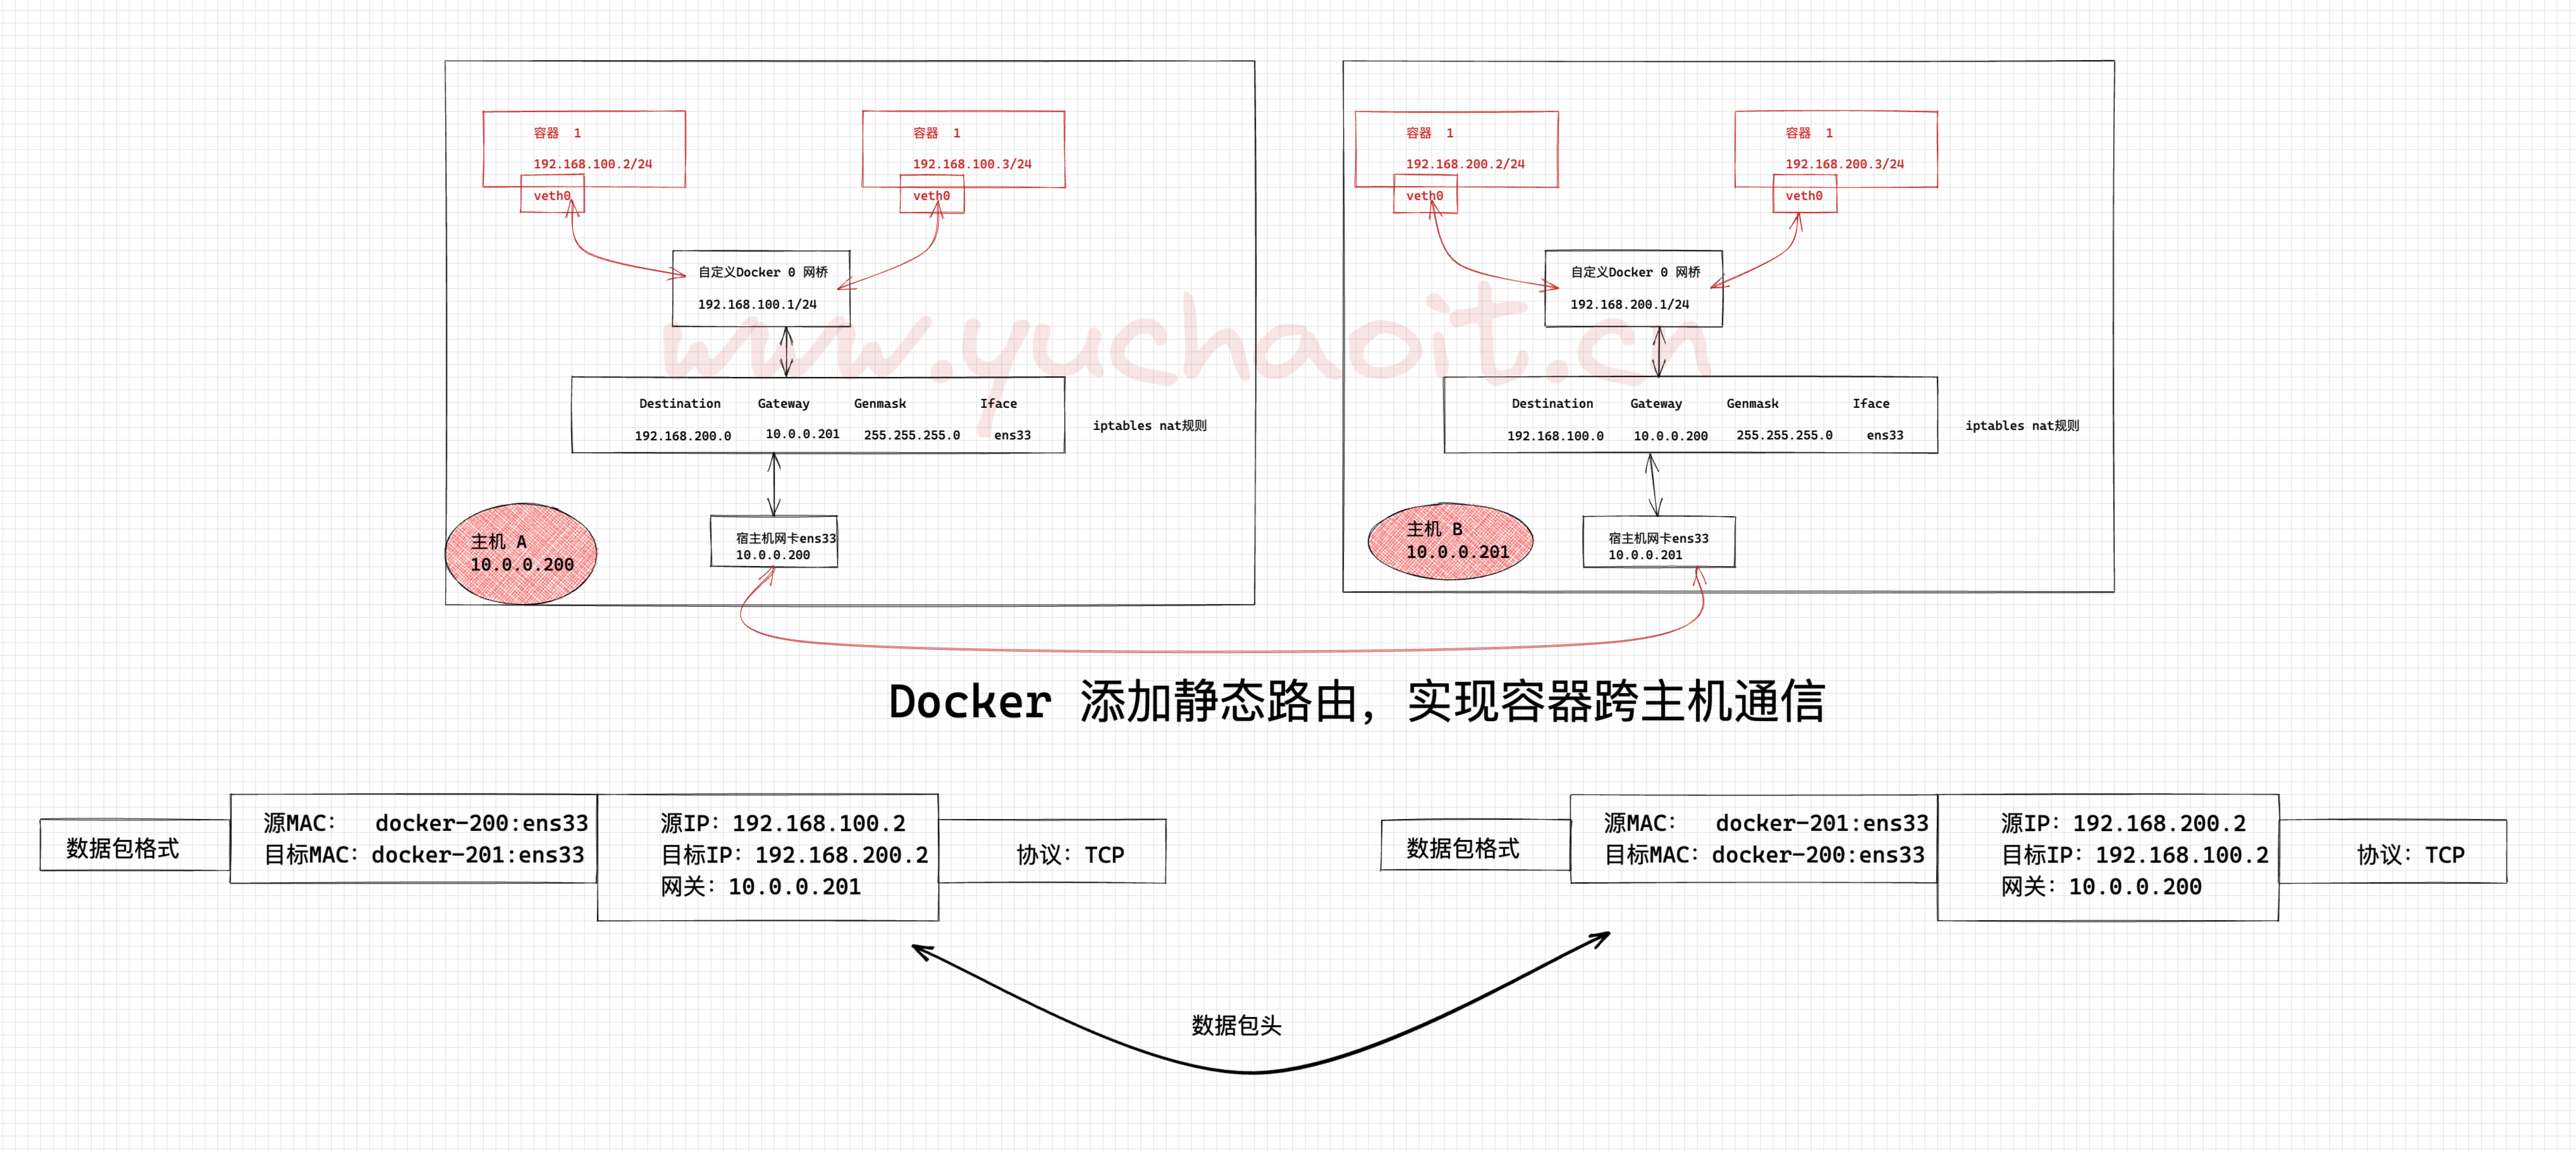 容器 1
192.168.100.2/24
veth0
容器 1
192.168.100.3/24
veth0
自定义Docker 0 网桥
192.168.100.1/24
Destination Gateway Genmask Iface
192.168.200.0 10.0.0.201 255.255.255.0 ens33
iptables nat规则
主机 A
10.0.0.200
宿主机网卡ens33
10.0.0.200
容器 1
192.168.200.2/24
veth0
容器 1
192.168.200.3/24
veth0
自定义Docker 0 网桥
192.168.200.1/24
Destination Gateway Genmask Iface
192.168.100.0 10.0.0.200 255.255.255.0 ens33
iptables nat规则
主机 B
10.0.0.201
宿主机网卡ens33
10.0.0.201
www.yuchaoit.cn
Docker 添加静态路由，实现容器跨主机通信
数据包格式
源MAC： docker-200:ens33
目标MAC：docker-201:ens33
源IP：192.168.100.2
目标IP：192.168.200.2
网关：10.0.0.201
协议：TCP
数据包格式
源MAC： docker-201:ens33
目标MAC：docker-200:ens33
源IP：192.168.200.2
目标IP：192.168.100.2
网关：10.0.0.200
协议：TCP
数据包头